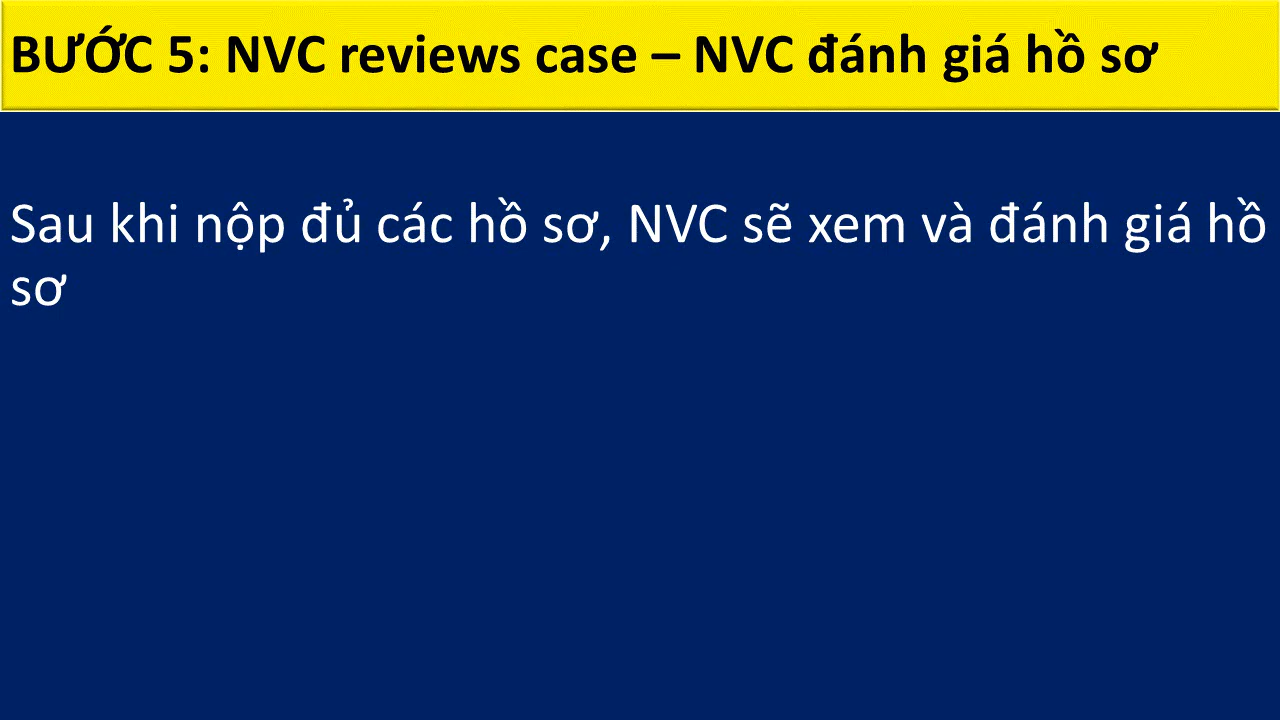 BƯỚC 5: NVC reviews case – NVC đánh giá hồ sơ
Sau khi nộp đủ các hồ sơ, NVC sẽ xem và đánh giá hồ
sơ